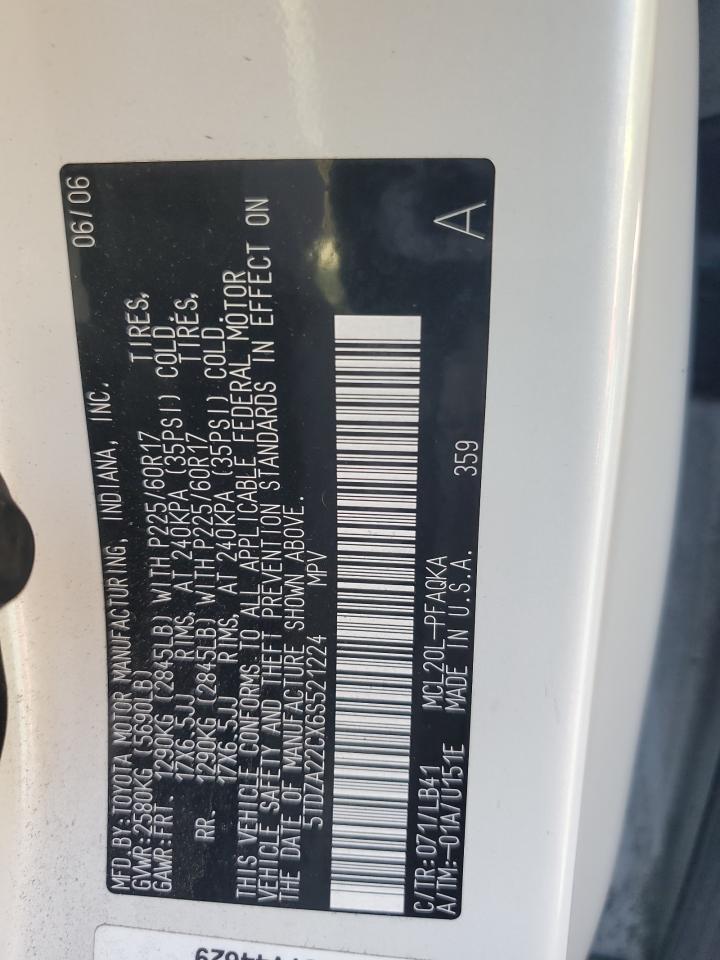 MFD.BY:TOYOTA MOTOR MANUFACTURING, INDIANA, INC. 06/06
GVWR:2580KG (5690LB)
GAWR:FRT. 1290KG (2845LB) WITH P225/60R17 TIRES,
17X6.5JJ RIMS, AT 240KPA (35PSI) COLD.
RR. 1290KG (2845LB) WITH P225/60R17 TIRES,
17X6.5JJ RIMS, AT 240KPA (35PSI) COLD.
THIS VEHICLE CONFORMS TO ALL APPLICABLE FEDERAL MOTOR
VEHICLE SAFETY AND THEFT PREVENTION STANDARDS IN EFFECT ON
THE DATE OF MANUFACTURE SHOWN ABOVE.
5TDZA22CX6S521224 MPV
C/TR:071/LB41 MCL20L-PFAQKA
A/TM:-01A/U151E MADE IN U.S.A. 359 A